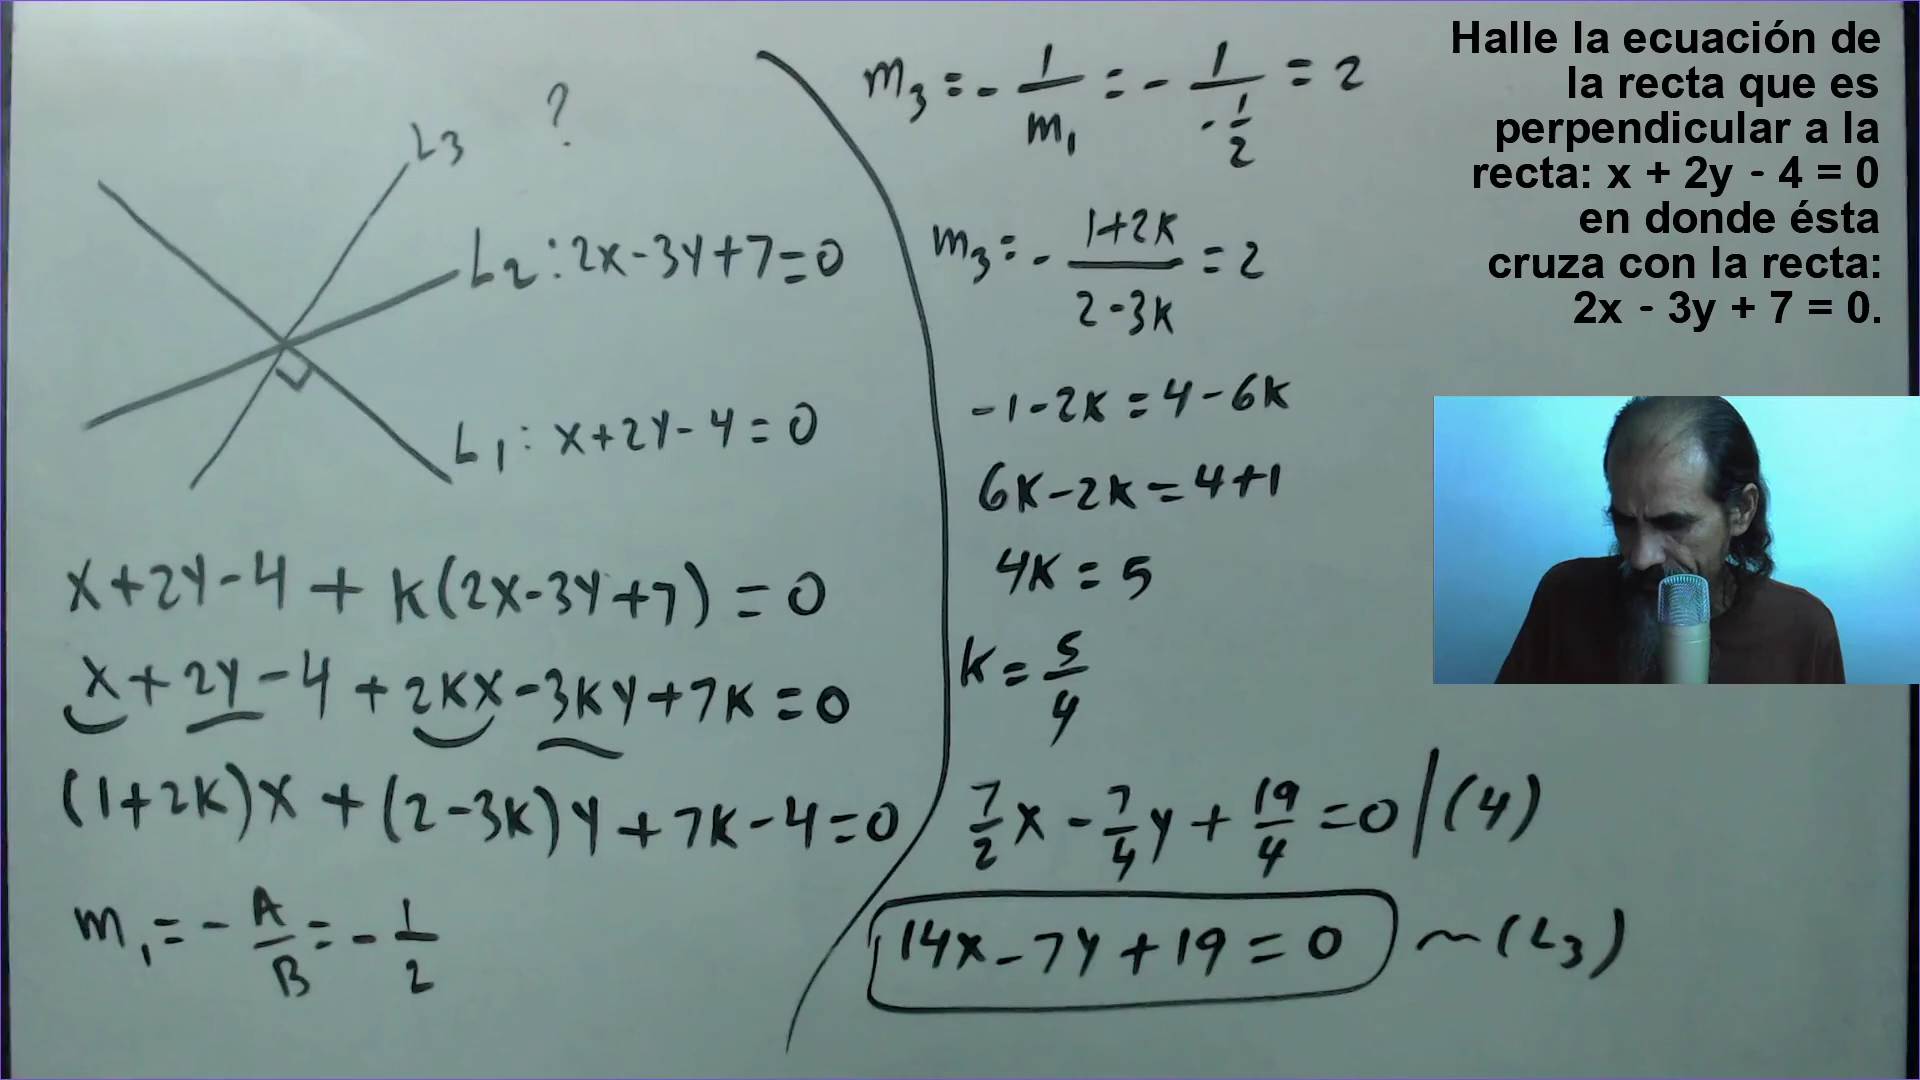 Halle la ecuación de
la recta que es
perpendicular a la
recta: x + 2y - 4 = 0
en donde ésta
cruza con la recta:
2x - 3y + 7 = 0.
L3 ?
L2 : 2x-3y+7=0
L1 : x+2y-4=0
x+2y-4 + k(2x-3y+7) = 0
x+2y-4+2kx-3ky+7k=0
(1+2k)x + (2-3k)y+7k-4=0
m1 = - A/B = - 1/2
m3 = - 1/m1 = - 1/-1/2 = 2
m3 = - 1+2k/2-3k = 2
-1-2k = 4-6k
6k-2k = 4+1
4k = 5
k = 5/4
7/2 x - 7/4 y + 19/4 = 0 / (4)
14x-7y+19=0 ~ (L3)